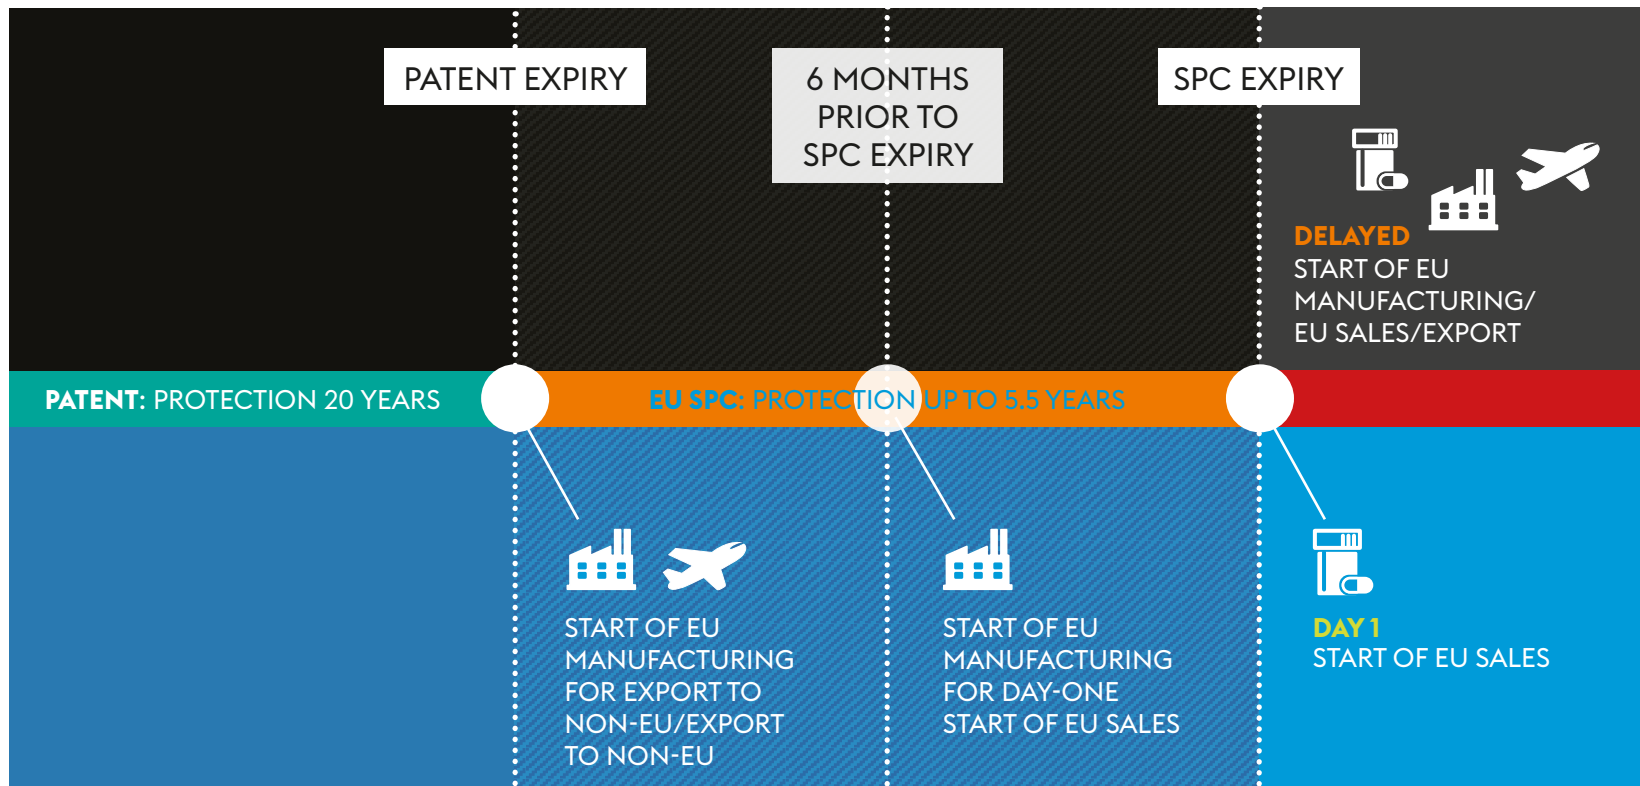 PATENT EXPIRY
6 MONTHS
PRIOR TO
SPC EXPIRY
SPC EXPIRY
DELAYED
START OF EU
MANUFACTURING/
EU SALES/EXPORT
PATENT: PROTECTION 20 YEARS
EU SPC: PROTECTION UP TO 5.5 YEARS
START OF EU
MANUFACTURING
FOR EXPORT TO
NON-EU/EXPORT
TO NON-EU
START OF EU
MANUFACTURING
FOR DAY-ONE
START OF EU SALES
DAY 1
START OF EU SALES